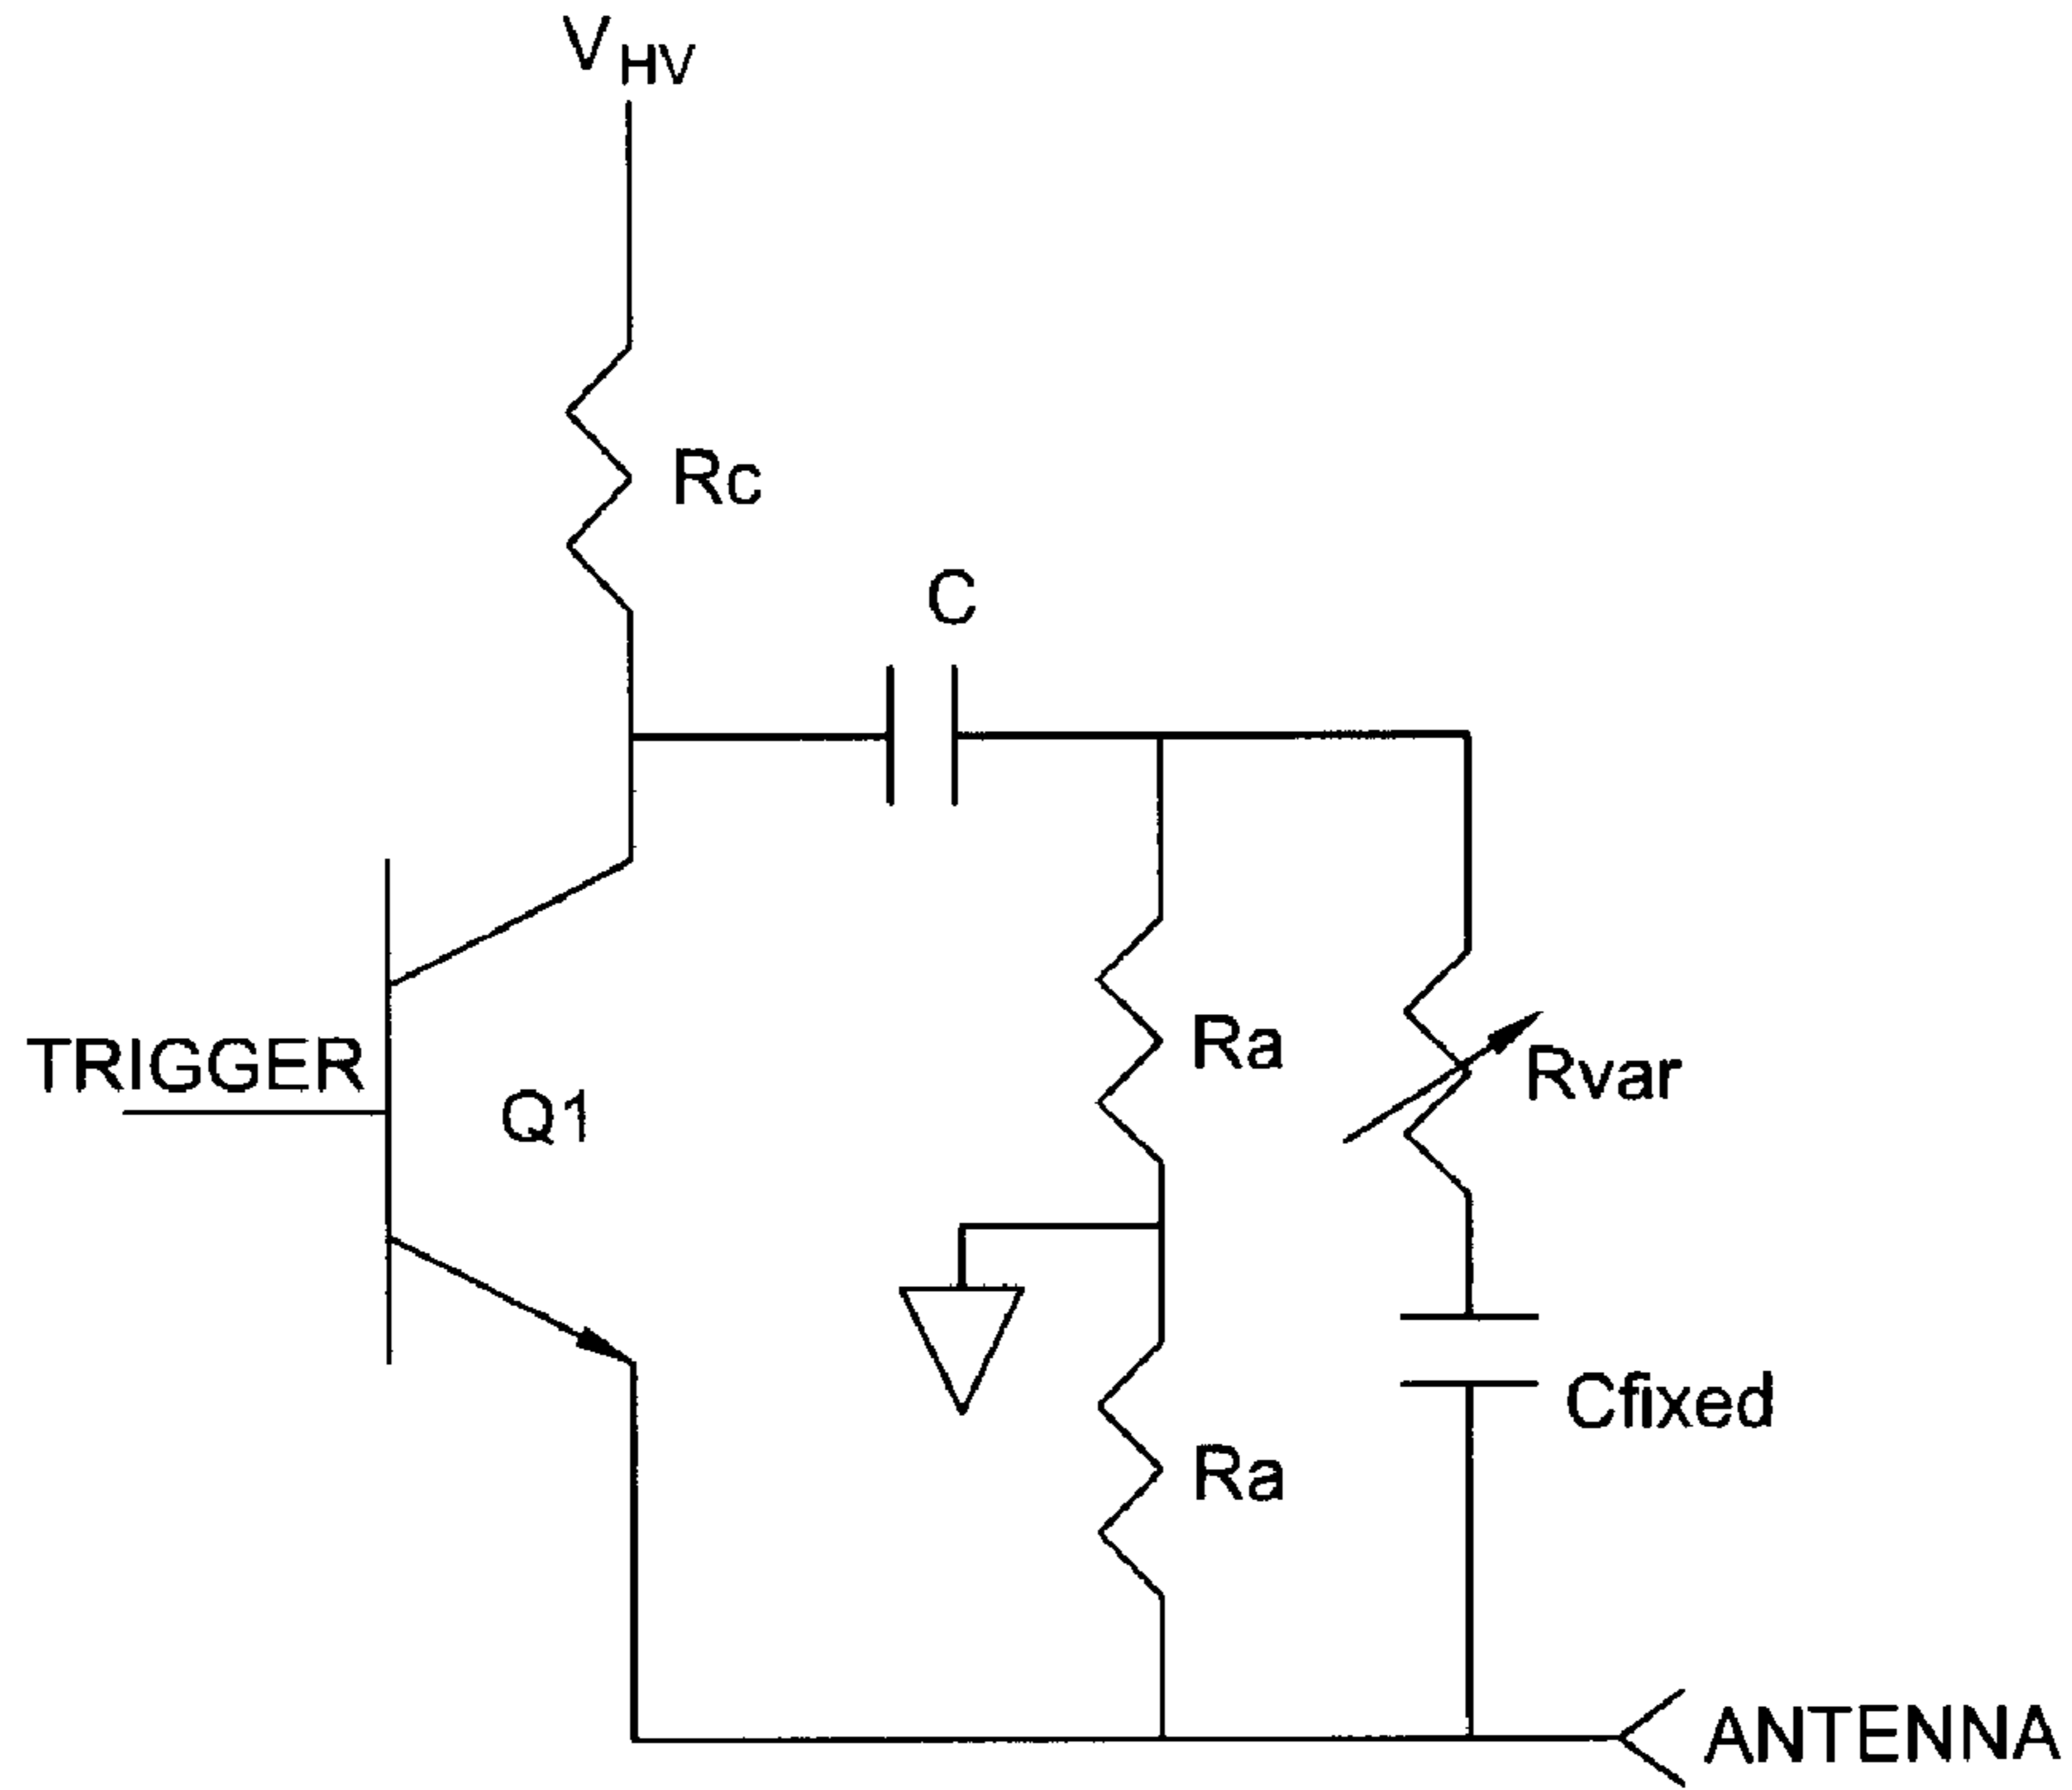 VHV
Rc
C
Ra
Rvar
TRIGGER
Q1
Cfixed
Ra
ANTENNA